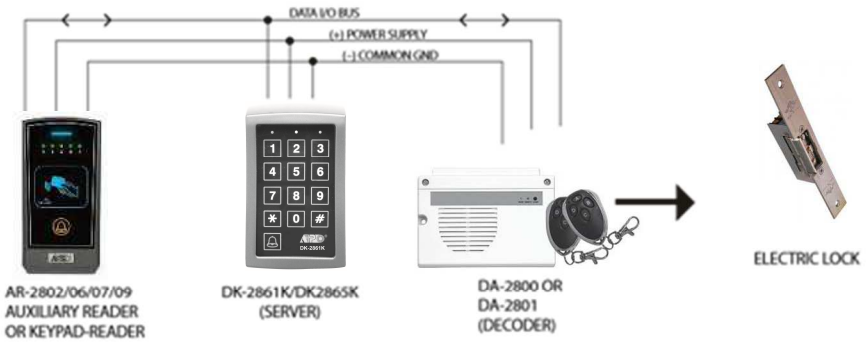 DATA I/O BUS
(+) POWER SUPPLY
(-) COMMON GND
1 2 3
4 5 6
7 8 9
* 0 #
DK-2861K
AR-2802/06/07/09
AUXILIARY READER
OR KEYPAD-READER
DK-2861K/DK2865K
(SERVER)
DA-2800 OR
DA-2801
(DECODER)
ELECTRIC LOCK